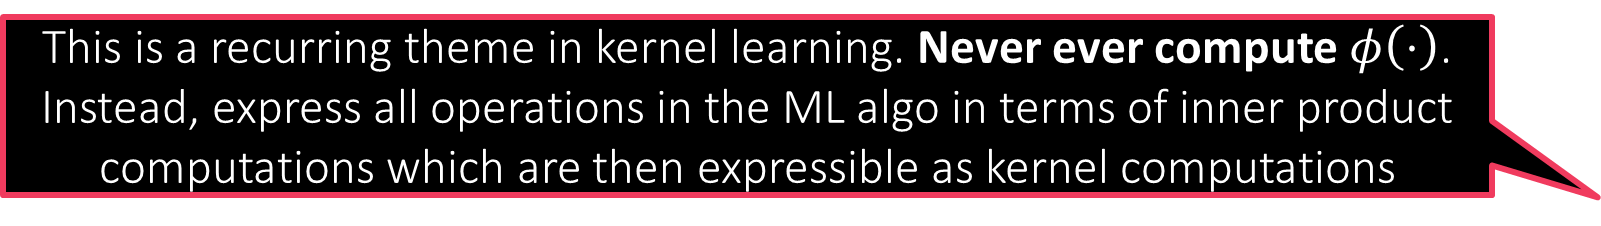 This is a recurring theme in kernel learning. Never ever compute ϕ(⋅).
Instead, express all operations in the ML algo in terms of inner product
computations which are then expressible as kernel computations